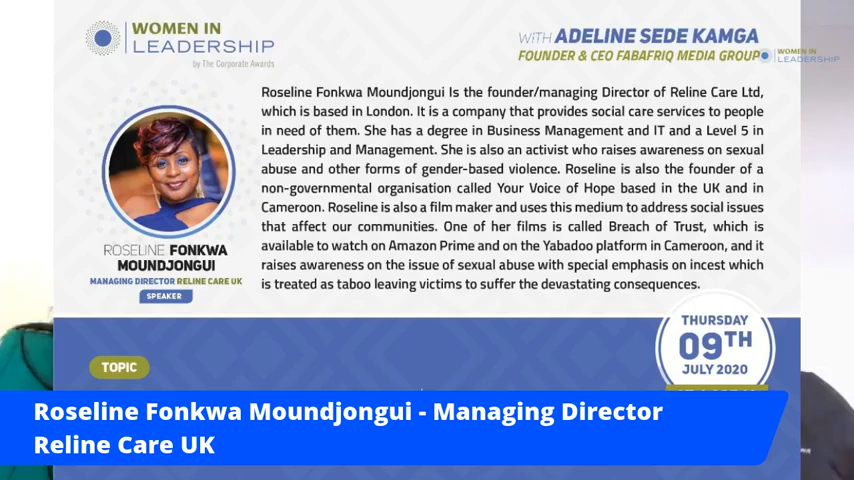 WOMEN IN
LEADERSHIP
by The Corporate Awards
WITH ADELINE SEDE KAMGA
FOUNDER & CEO FABAFRIQ MEDIA GROUP
WOMEN IN
LEADERSHIP
Roseline Fonkwa Moundjongui Is the founder/managing Director of Reline Care Ltd,
which is based in London. It is a company that provides social care services to people
in need of them. She has a degree in Business Management and IT and a Level 5 in
Leadership and Management. She is also an activist who raises awareness on sexual
abuse and other forms of gender-based violence. Roseline is also the founder of a
non-governmental organisation called Your Voice of Hope based in the UK and in
Cameroon. Roseline is also a film maker and uses this medium to address social issues
that affect our communities. One of her films is called Breach of Trust, which is
available to watch on Amazon Prime and on the Yabadoo platform in Cameroon, and it
raises awareness on the issue of sexual abuse with special emphasis on incest which
is treated as taboo leaving victims to suffer the devastating consequences.
ROSELINE FONKWA
MOUNDJONGUI
MANAGING DIRECTOR RELINE CARE UK
SPEAKER
THURSDAY
09TH
JULY 2020
TOPIC
Roseline Fonkwa Moundjongui - Managing Director
Reline Care UK